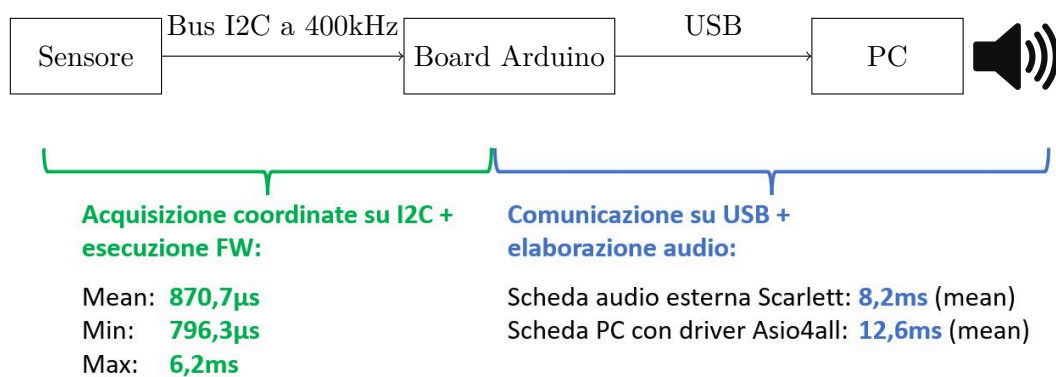 Bus I2C a 400kHz
USB
Sensore
Board Arduino
PC
Acquisizione coordinate su I2C +
esecuzione FW:
Mean: 870,7µs
Min: 796,3µs
Max: 6,2ms
Comunicazione su USB +
elaborazione audio:
Scheda audio esterna Scarlett: 8,2ms (mean)
Scheda PC con driver Asio4all: 12,6ms (mean)